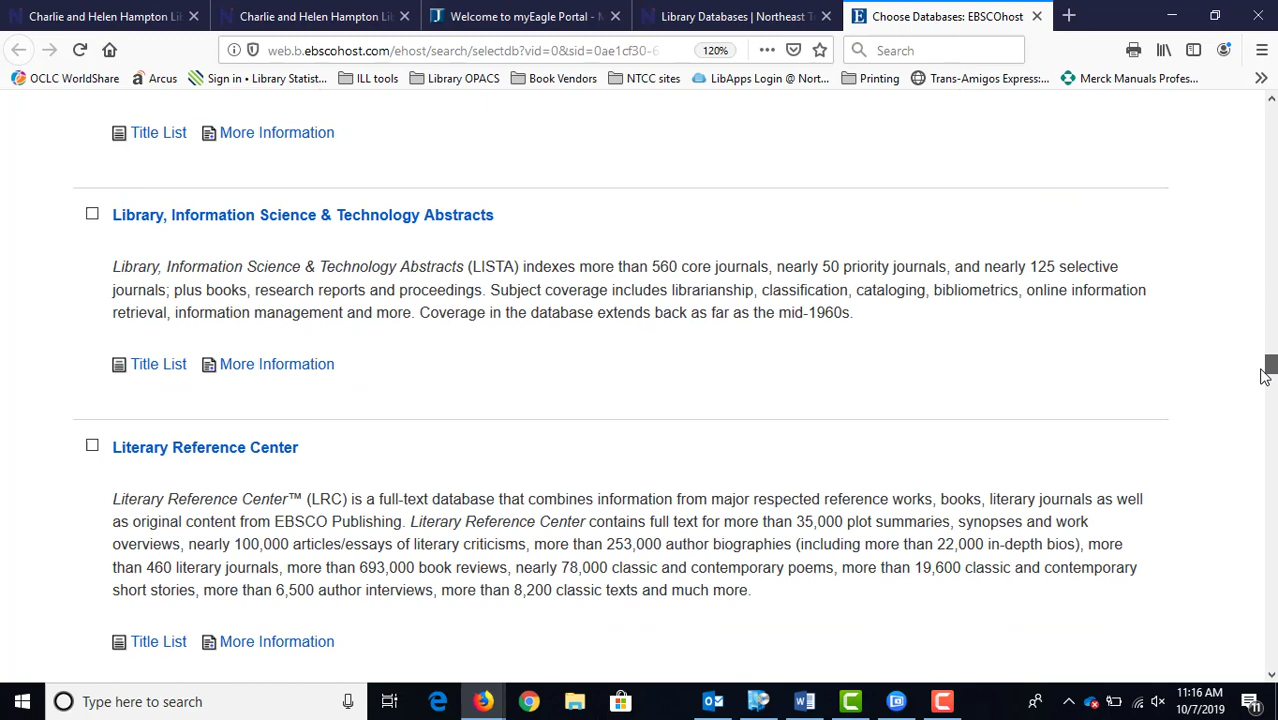 Charlie and Helen Hampton Li
Charlie and Helen Hampton Li
Welcome to myEagle Portal -
Library Databases | Northeast T
Choose Databases: EBSCOhost
web.b.ebscohost.com/ehost/search/selectdb?vid=0&sid=0ae1cf30-6
120%
Search
OCLC WorldShare
Arcus
Sign in • Library Statist...
ILL tools
Library OPACS
Book Vendors
NTCC sites
LibApps Login @ Nort...
Printing
Trans-Amigos Express:...
Merck Manuals Profes...
Title List
More Information
Library, Information Science & Technology Abstracts
Library, Information Science & Technology Abstracts (LISTA) indexes more than 560 core journals, nearly 50 priority journals, and nearly 125 selective
journals; plus books, research reports and proceedings. Subject coverage includes librarianship, classification, cataloging, bibliometrics, online information
retrieval, information management and more. Coverage in the database extends back as far as the mid-1960s.
Title List
More Information
Literary Reference Center
Literary Reference Center™ (LRC) is a full-text database that combines information from major respected reference works, books, literary journals as well
as original content from EBSCO Publishing. Literary Reference Center contains full text for more than 35,000 plot summaries, synopses and work
overviews, nearly 100,000 articles/essays of literary criticisms, more than 253,000 author biographies (including more than 22,000 in-depth bios), more
than 460 literary journals, more than 693,000 book reviews, nearly 78,000 classic and contemporary poems, more than 19,600 classic and contemporary
short stories, more than 6,500 author interviews, more than 8,200 classic texts and much more.
Title List
More Information
Type here to search
11:16 AM
10/7/2019